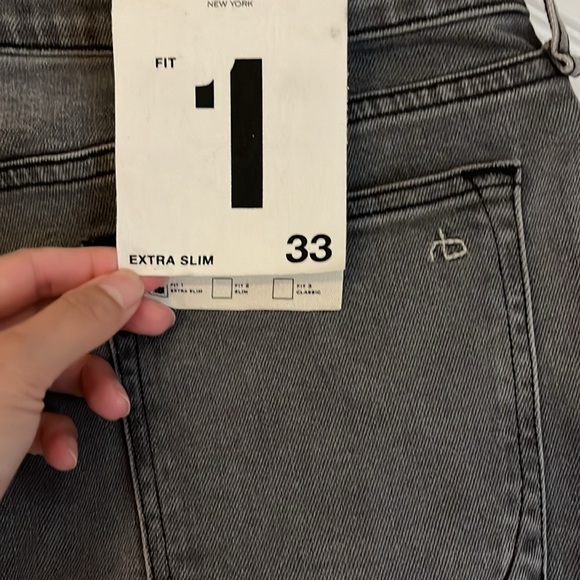 NEW YORK
FIT
1
EXTRA SLIM 33
FIT 1 FIT 2 FIT 3
EXTRA SLIM SLIM CLASSIC
rb